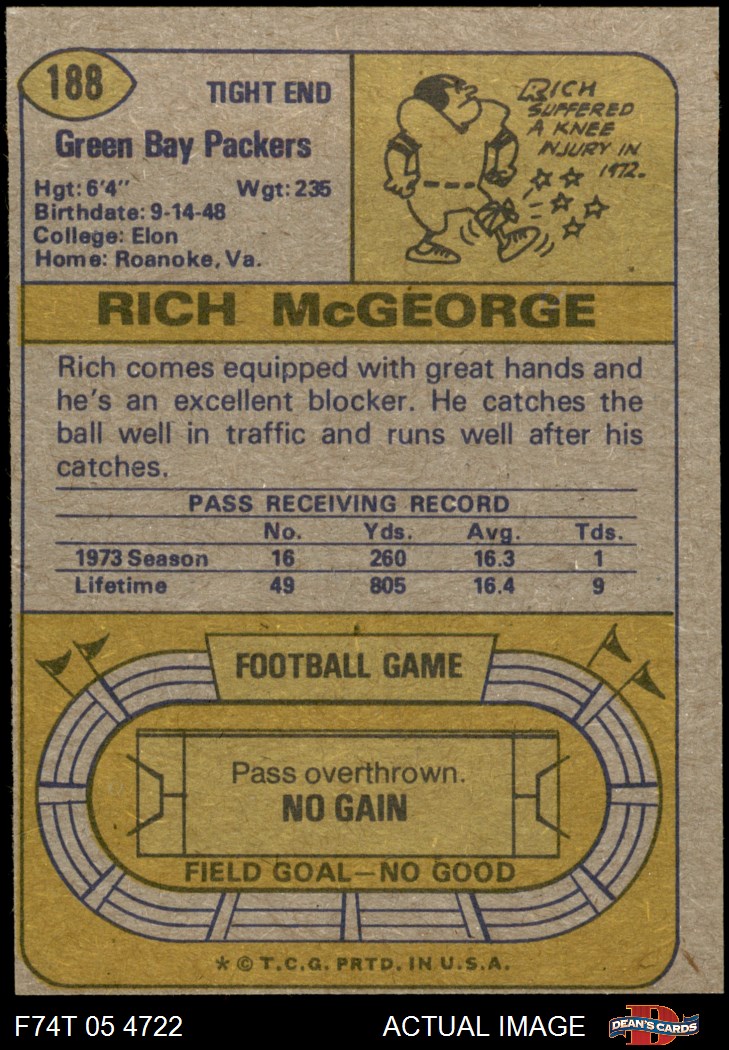 188
TIGHT END
Green Bay Packers
Hgt: 6'4" Wgt: 235
Birthdate: 9-14-48
College: Elon
Home: Roanoke, Va.
RICH
SUFFERED
A KNEE
INJURY IN
1972.
RICH McGEORGE
Rich comes equipped with great hands and
he's an excellent blocker. He catches the
ball well in traffic and runs well after his
catches.
PASS RECEIVING RECORD
No. Yds. Avg. Tds.
1973 Season 16 260 16.3 1
Lifetime 49 805 16.4 9
FOOTBALL GAME
Pass overthrown.
NO GAIN
FIELD GOAL—NO GOOD
* © T.C.G. PRTD. IN U.S.A.
F74T 05 4722 ACTUAL IMAGE D DEAN'S CARDS